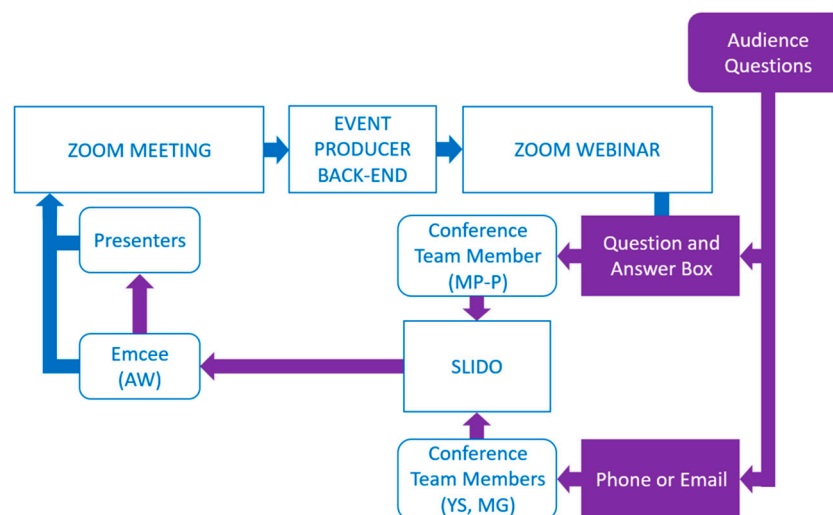 Audience
Questions
ZOOM MEETING
EVENT
PRODUCER
BACK-END
ZOOM WEBINAR
Presenters
Conference
Team Member
(MP-P)
Question and
Answer Box
Emcee
(AW)
SLIDO
Conference
Team Members
(YS, MG)
Phone or Email